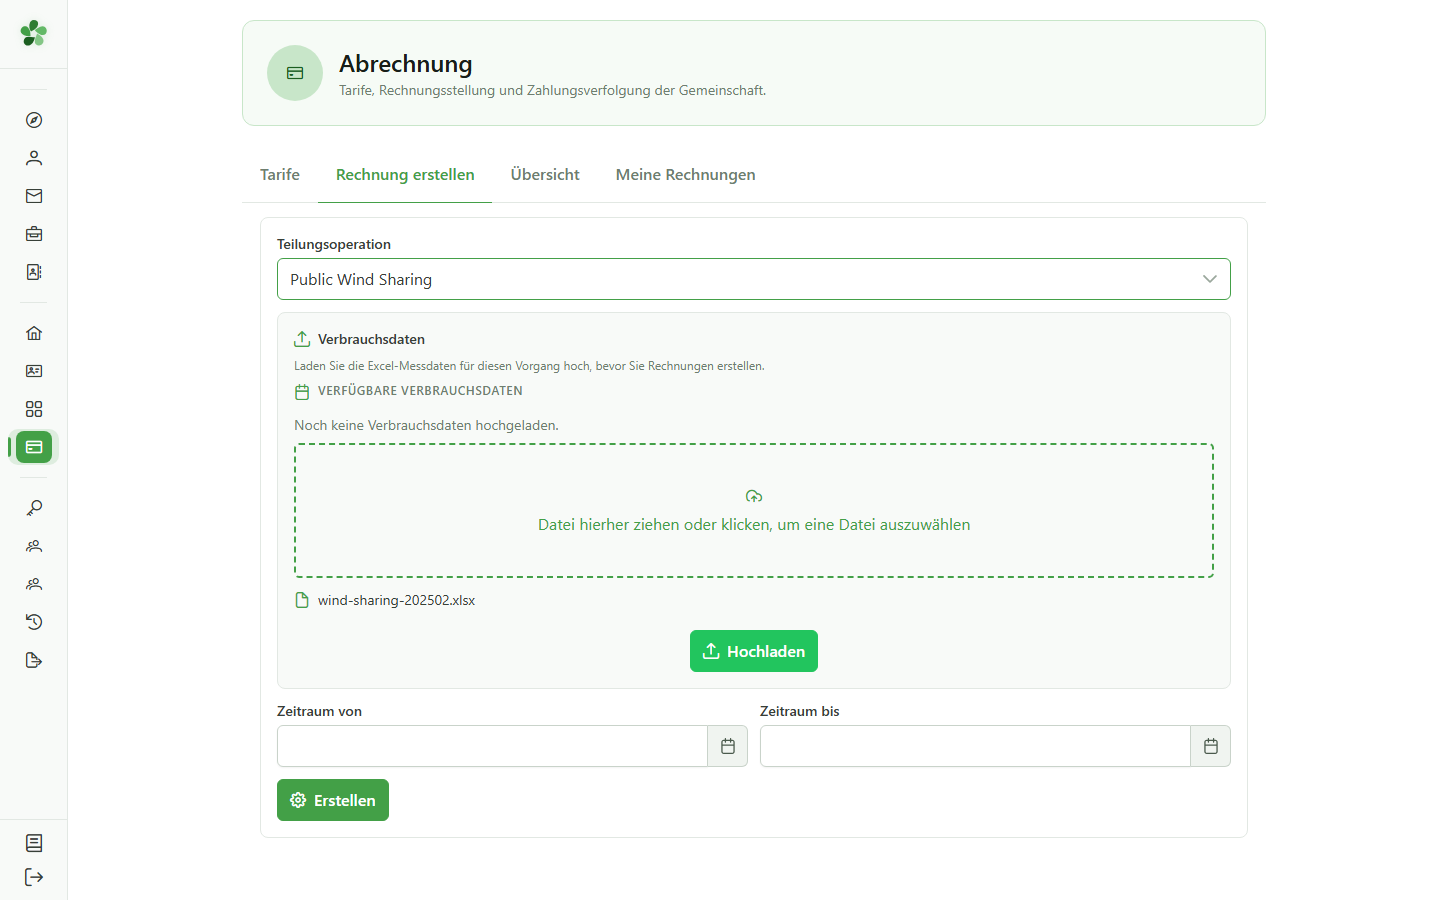 Abrechnung
Tarife, Rechnungsstellung und Zahlungsverfolgung der Gemeinschaft.
Tarife
Rechnung erstellen
Übersicht
Meine Rechnungen
Teilungsoperation
Public Wind Sharing
Verbrauchsdaten
Laden Sie die Excel-Messdaten für diesen Vorgang hoch, bevor Sie Rechnungen erstellen.
VERFÜGBARE VERBRAUCHSDATEN
Noch keine Verbrauchsdaten hochgeladen.
Datei hierher ziehen oder klicken, um eine Datei auszuwählen
wind-sharing-202502.xlsx
Hochladen
Zeitraum von
Zeitraum bis
Erstellen